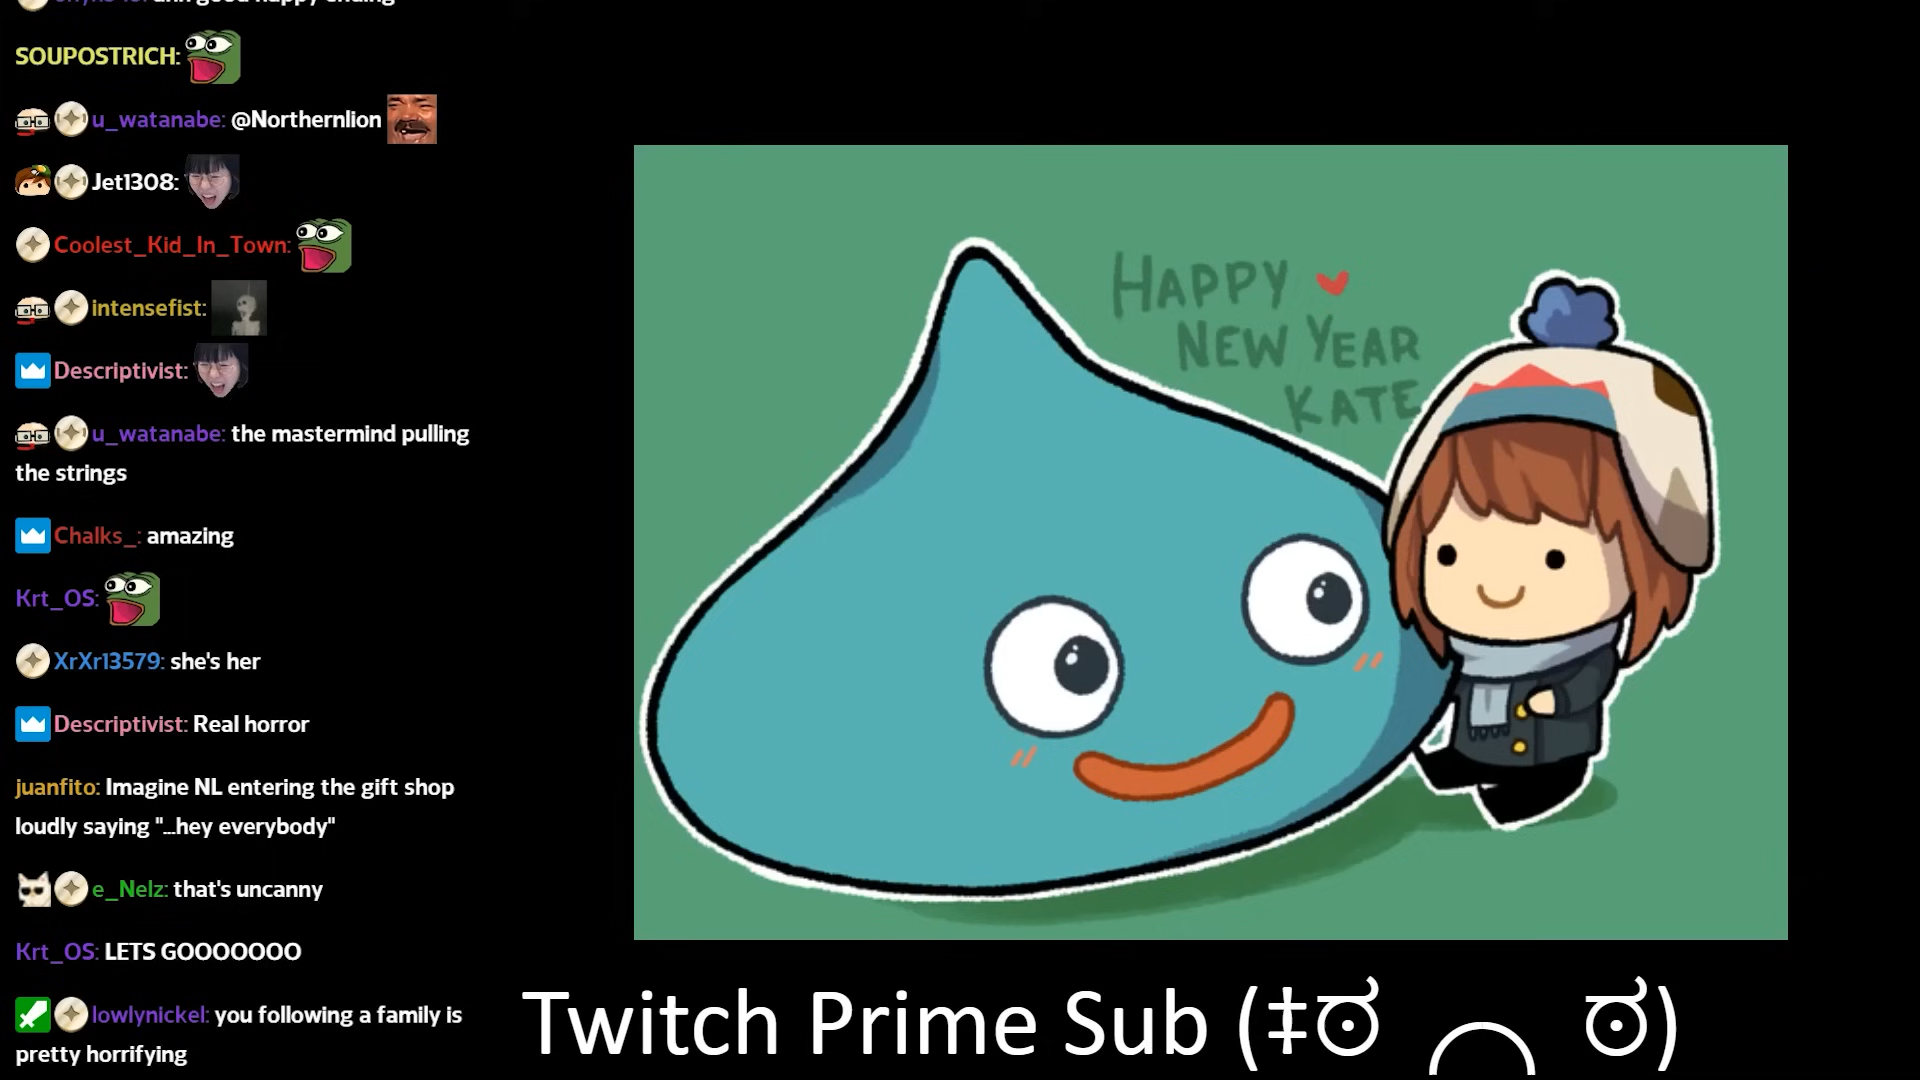 SOUPOSTRICH:
u_watanabe: @Northernlion
Jet1308:
Coolest_Kid_In_Town:
intensefist:
Descriptivist:
u_watanabe: the mastermind pulling
the strings
Chalks_: amazing
Krt_OS:
XrXr13579: she's her
Descriptivist: Real horror
juanfito: Imagine NL entering the gift shop
loudly saying "...hey everybody"
e_Nelz: that's uncanny
Krt_OS: LETS GOOOOOOO
lowlynickel: you following a family is
pretty horrifying
HAPPY
NEW YEAR
KATE
Twitch Prime Sub (‡ಠ ︵ ಠ)